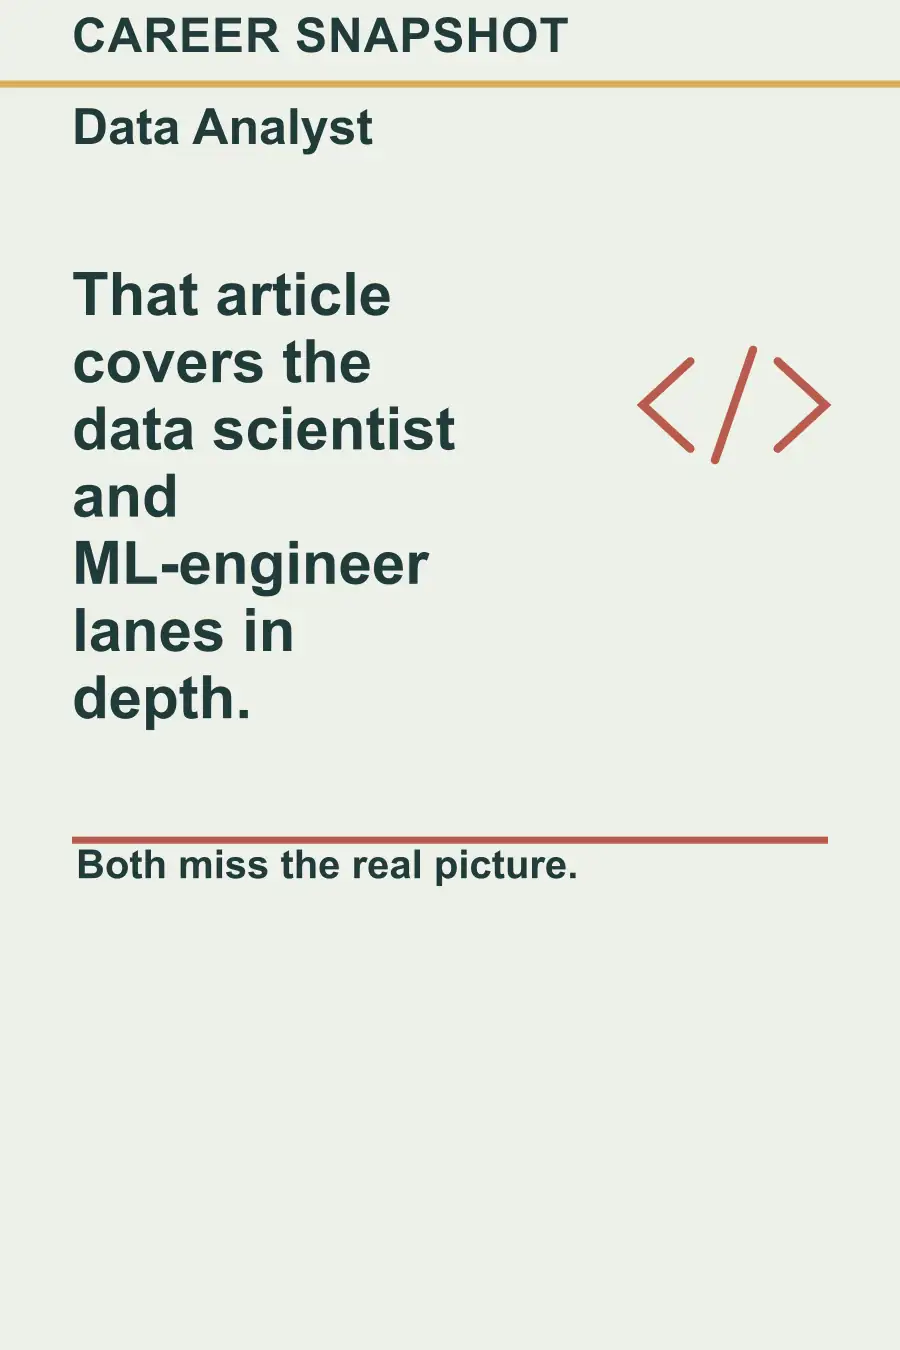 CAREER SNAPSHOT
Data Analyst
That article
covers the
data scientist
and
ML-engineer
lanes in
depth.
Both miss the real picture.